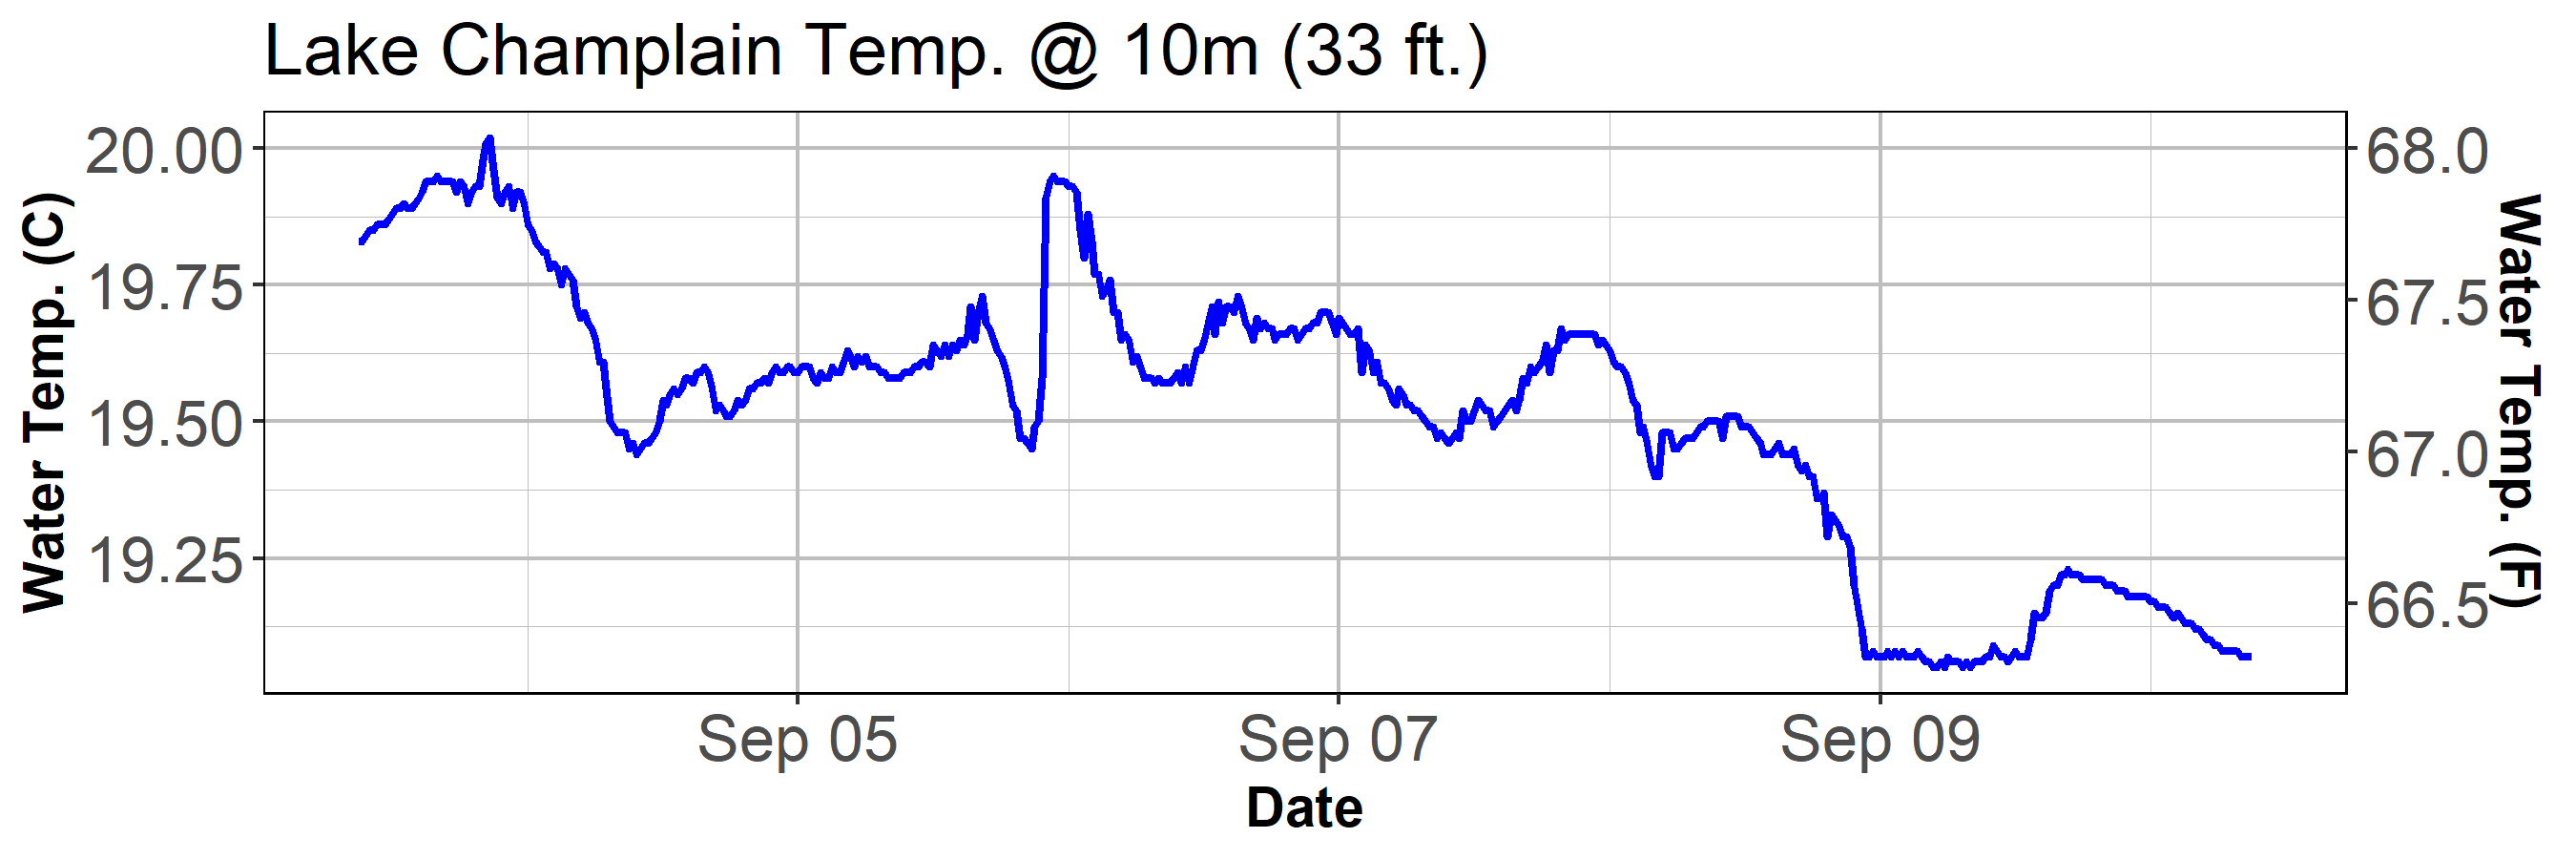 Lake Champlain Temp. @ 10m (33 ft.)
Water Temp. (C)
20.00
19.75
19.50
19.25
68.0
67.5
67.0
66.5
Water Temp. (F)
Sep 05
Sep 07
Sep 09
Date